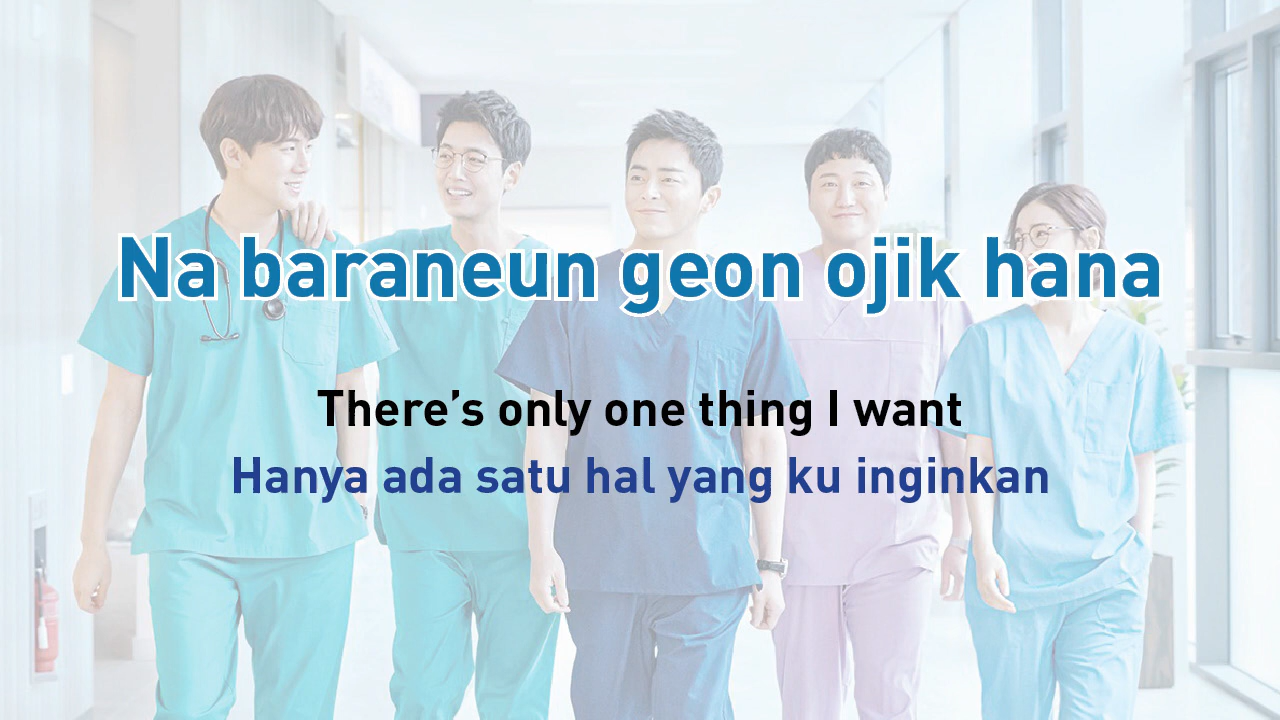 Na baraneun geon ojik hana
There’s only one thing I want
Hanya ada satu hal yang ku inginkan